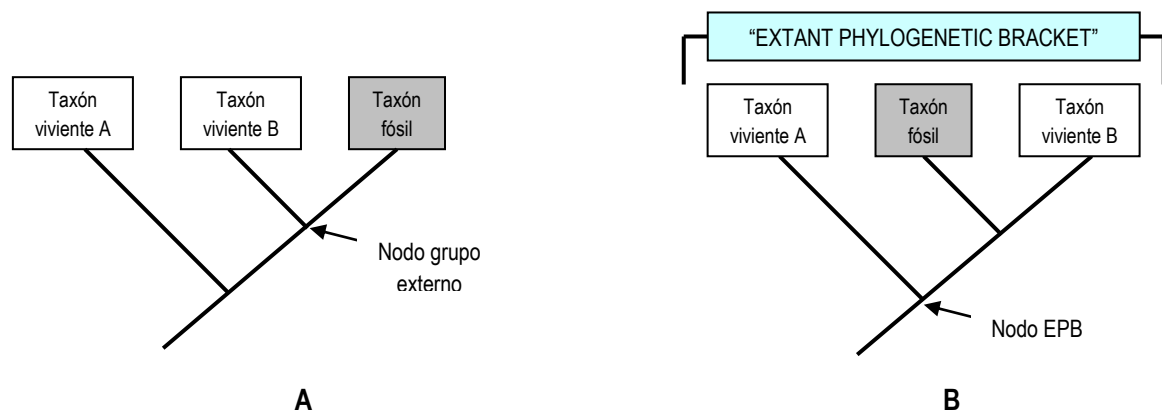 Taxón
viviente A
Taxón
viviente B
Taxón
fósil
Nodo grupo
externo
A
“EXTANT PHYLOGENETIC BRACKET”
Taxón
viviente A
Taxón
fósil
Taxón
viviente B
Nodo EPB
B